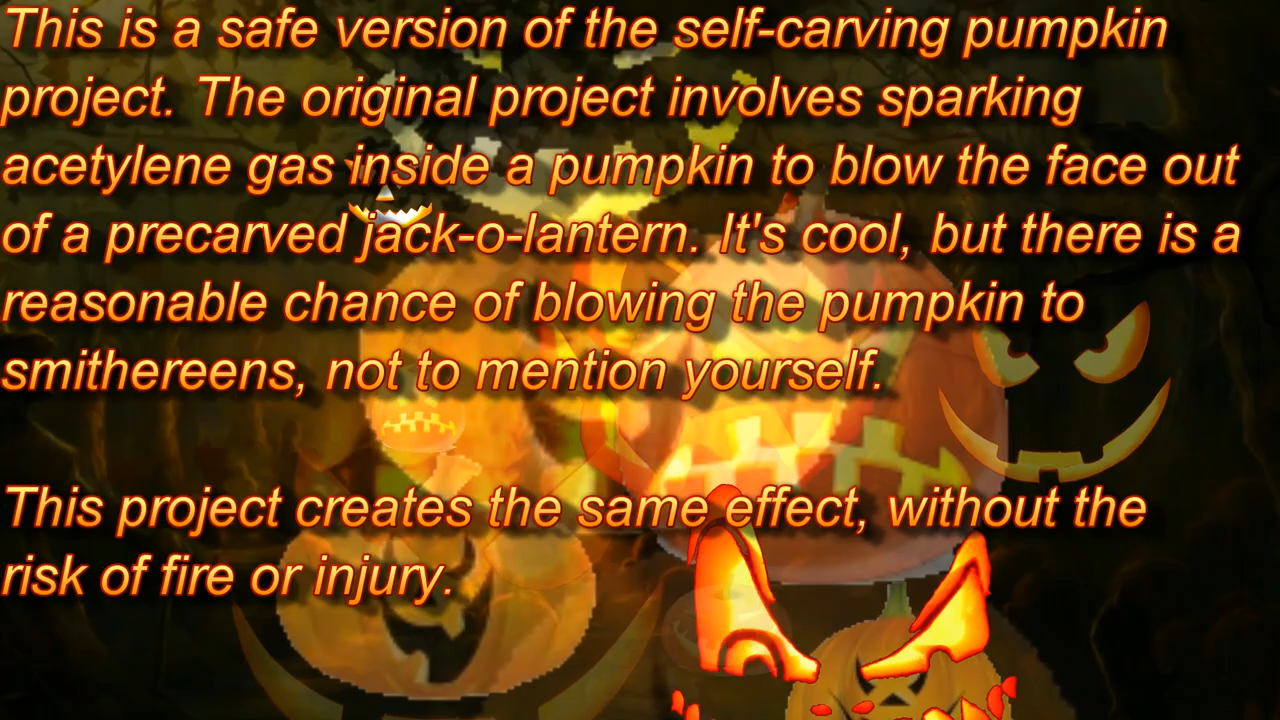 This is a safe version of the self-carving pumpkin
project. The original project involves sparking
acetylene gas inside a pumpkin to blow the face out
of a precarved jack-o-lantern. It's cool, but there is a
reasonable chance of blowing the pumpkin to
smithereens, not to mention yourself.
This project creates the same effect, without the
risk of fire or injury.